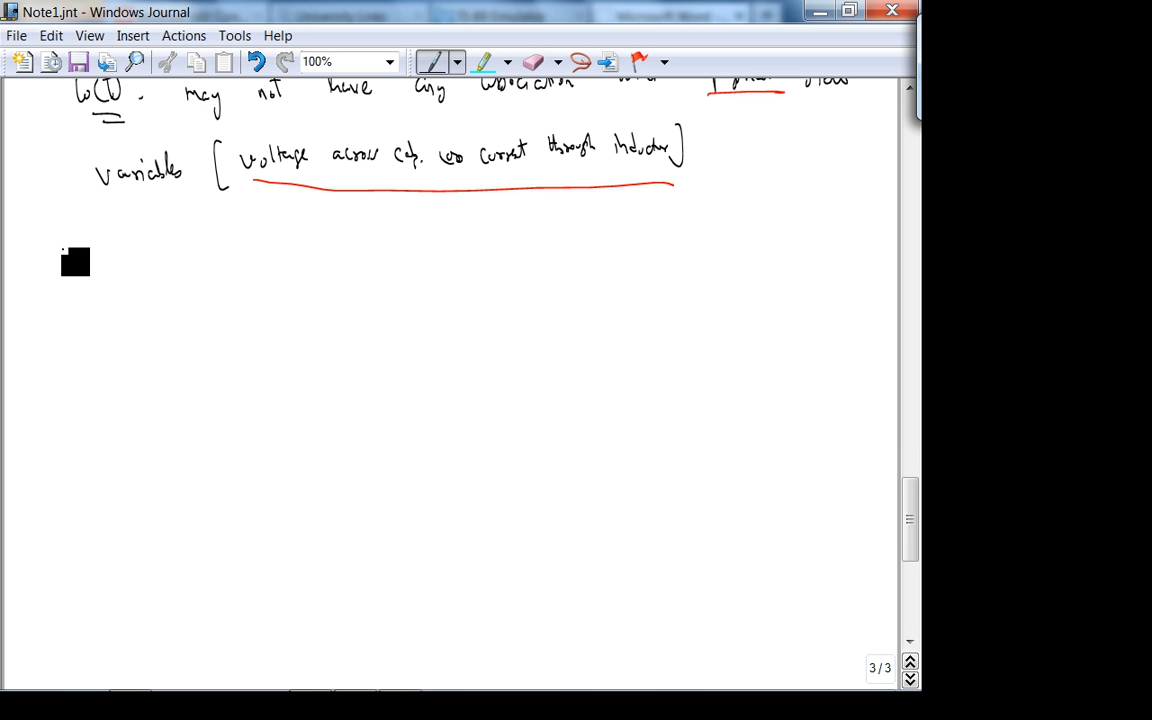 Note1.jnt - Windows Journal
File Edit View Insert Actions Tools Help
100%
may not have any association
variables [ voltage across cap. current through inductor ]
3 / 3